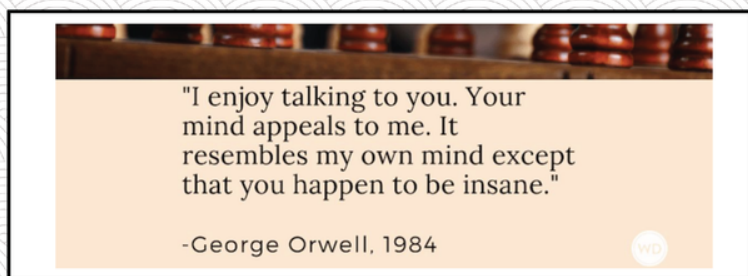 "I enjoy talking to you. Your
mind appeals to me. It
resembles my own mind except
that you happen to be insane."
-George Orwell, 1984
WD